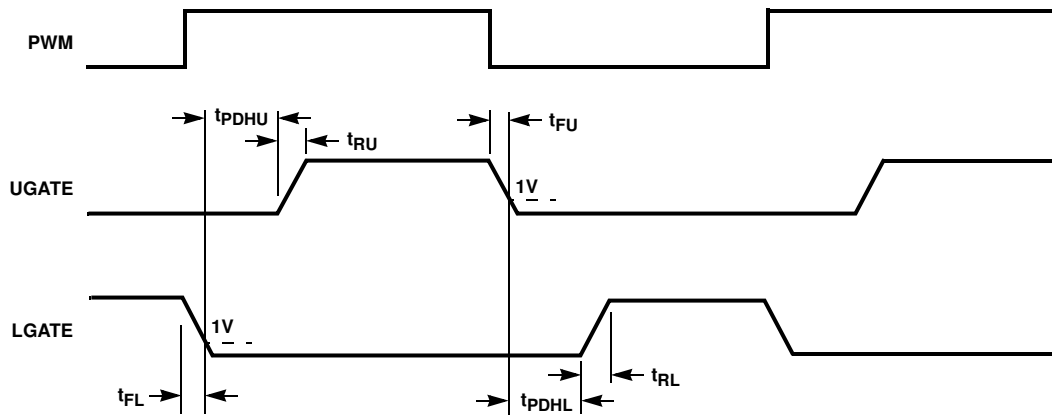 PWM
tPDHU
tFU
tRU
UGATE
1V
LGATE
1V
tFL
tRL
tPDHL